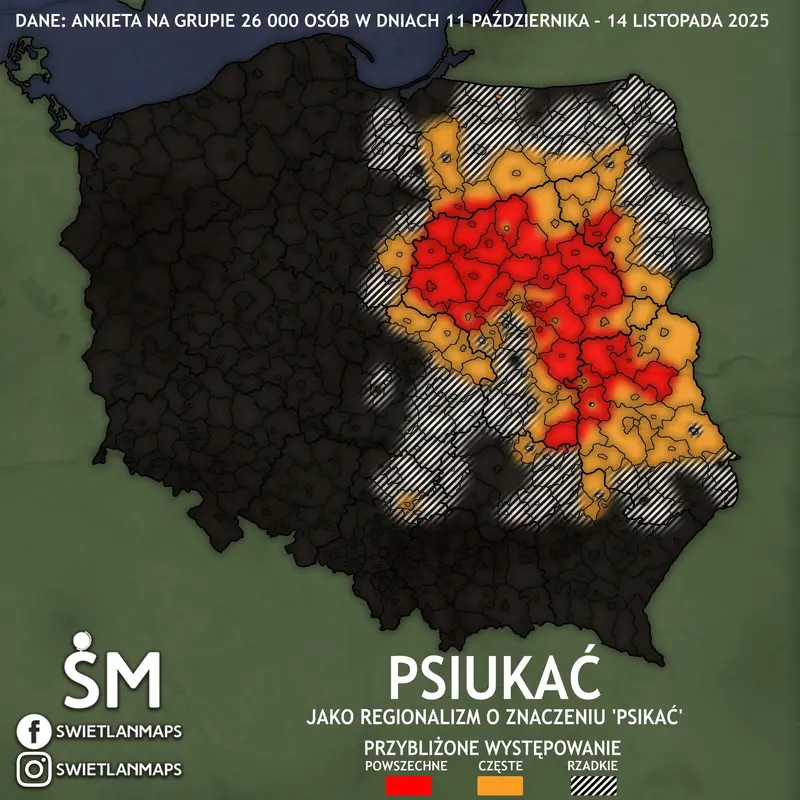 DANE: ANKIETA NA GRUPIE 26 000 OSÓB W DNIACH 11 PAŹDZIERNIKA - 14 LISTOPADA 2025
ŚM
SWIETLANMAPS
SWIETLANMAPS
PSIUKAĆ
JAKO REGIONALIZM O ZNACZENIU 'PSIKAĆ'
PRZYBLIŻONE WYSTĘPOWANIE
POWSZECHNE CZĘSTE RZADKIE